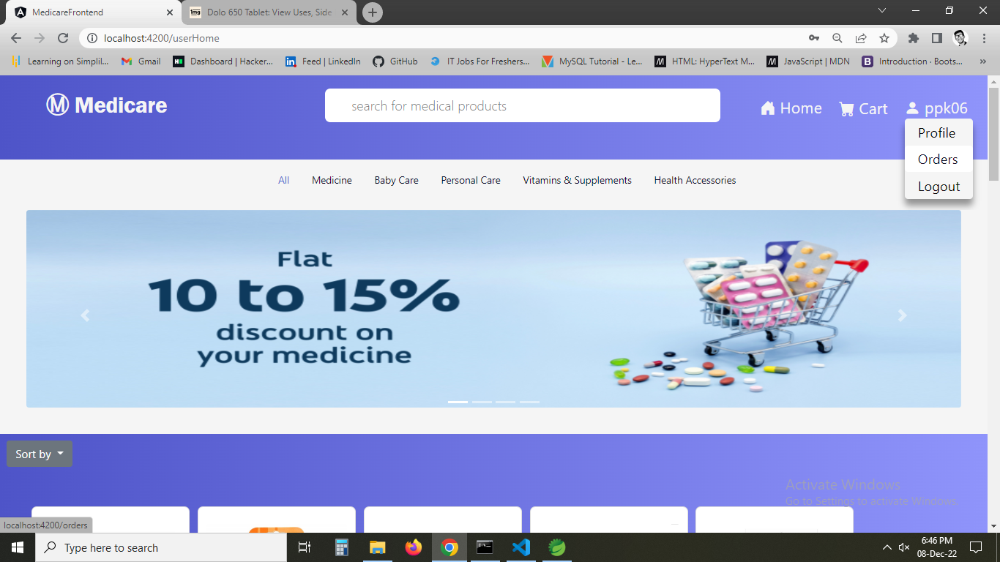 MedicareFrontend
1mg Dolo 650 Tablet: View Uses, Side
localhost:4200/userHome
Learning on Simplil... Gmail Dashboard | Hacker... Feed | LinkedIn GitHub IT Jobs For Freshers... MySQL Tutorial - Le... HTML: HyperText M... JavaScript | MDN Introduction · Boots... »
M Medicare
search for medical products
Home Cart ppk06
Profile
Orders
Logout
All Medicine Baby Care Personal Care Vitamins & Supplements Health Accessories
Flat
10 to 15%
discount on
your medicine
Sort by
Activate Windows
Go to Settings to activate Windows.
localhost:4200/orders
Type here to search
6:46 PM
08-Dec-22